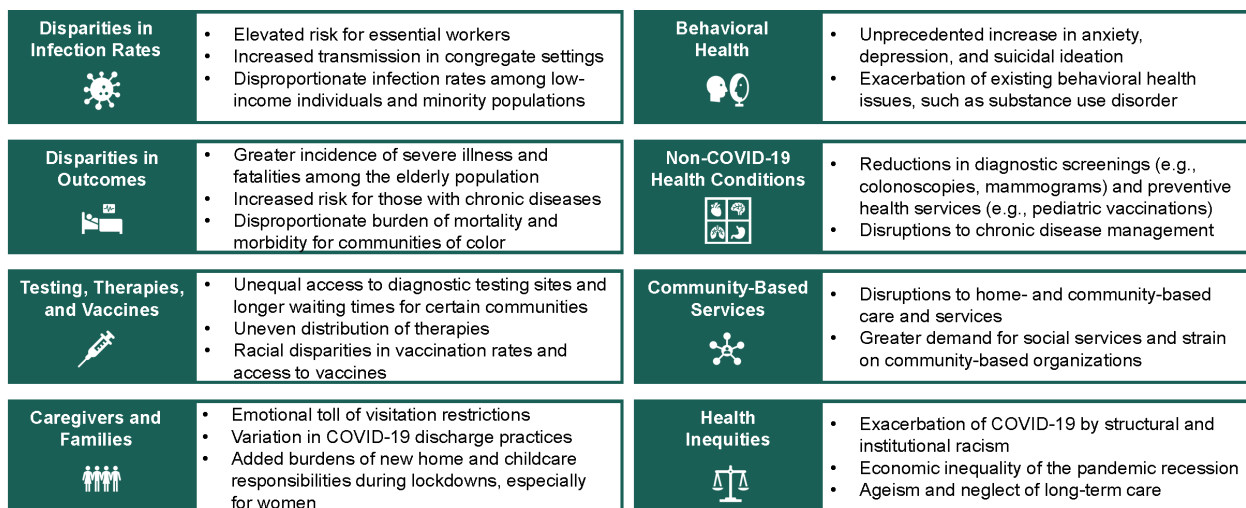 Disparities in
Infection Rates
• Elevated risk for essential workers
• Increased transmission in congregate settings
• Disproportionate infection rates among low-
income individuals and minority populations
Behavioral
Health
• Unprecedented increase in anxiety,
depression, and suicidal ideation
• Exacerbation of existing behavioral health
issues, such as substance use disorder
Disparities in
Outcomes
• Greater incidence of severe illness and
fatalities among the elderly population
• Increased risk for those with chronic diseases
• Disproportionate burden of mortality and
morbidity for communities of color
Non-COVID-19
Health Conditions
• Reductions in diagnostic screenings (e.g.,
colonoscopies, mammograms) and preventive
health services (e.g., pediatric vaccinations)
• Disruptions to chronic disease management
Testing, Therapies,
and Vaccines
• Unequal access to diagnostic testing sites and
longer waiting times for certain communities
• Uneven distribution of therapies
• Racial disparities in vaccination rates and
access to vaccines
Community-Based
Services
• Disruptions to home- and community-based
care and services
• Greater demand for social services and strain
on community-based organizations
Caregivers and
Families
• Emotional toll of visitation restrictions
• Variation in COVID-19 discharge practices
• Added burdens of new home and childcare
responsibilities during lockdowns, especially
for women
Health
Inequities
• Exacerbation of COVID-19 by structural and
institutional racism
• Economic inequality of the pandemic recession
• Ageism and neglect of long-term care